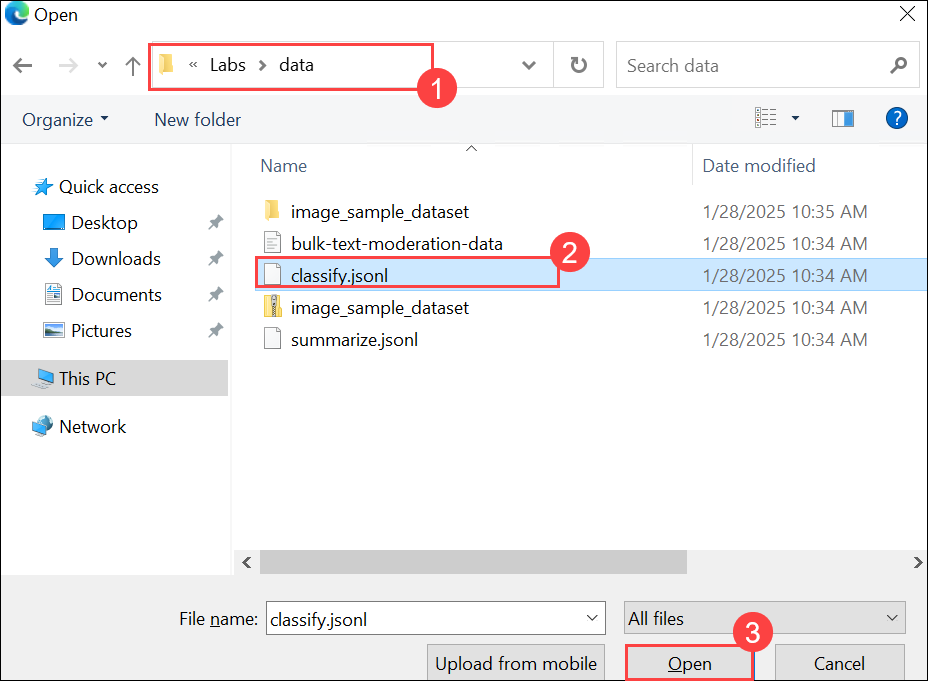 Open
« Labs > data
Search data
1
Organize
New folder
?
Name
Date modified
Quick access
Desktop
Downloads
Documents
Pictures
This PC
Network
image_sample_dataset 1/28/2025 10:35 AM
bulk-text-moderation-data 1/28/2025 10:34 AM
2
classify.jsonl 1/28/2025 10:34 AM
image_sample_dataset 1/28/2025 10:34 AM
summarize.jsonl 1/28/2025 10:34 AM
File name: classify.jsonl
All files
3
Upload from mobile
Open
Cancel